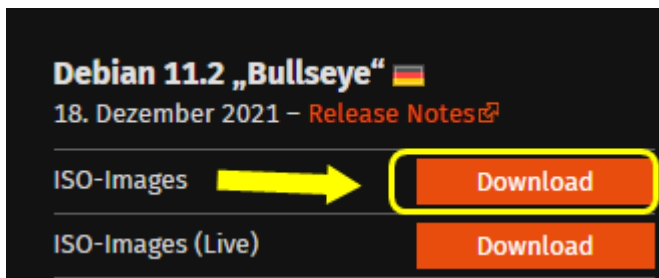 Debian 11.2 „Bullseye“
18. Dezember 2021 – Release Notes
ISO-Images Download
ISO-Images (Live) Download